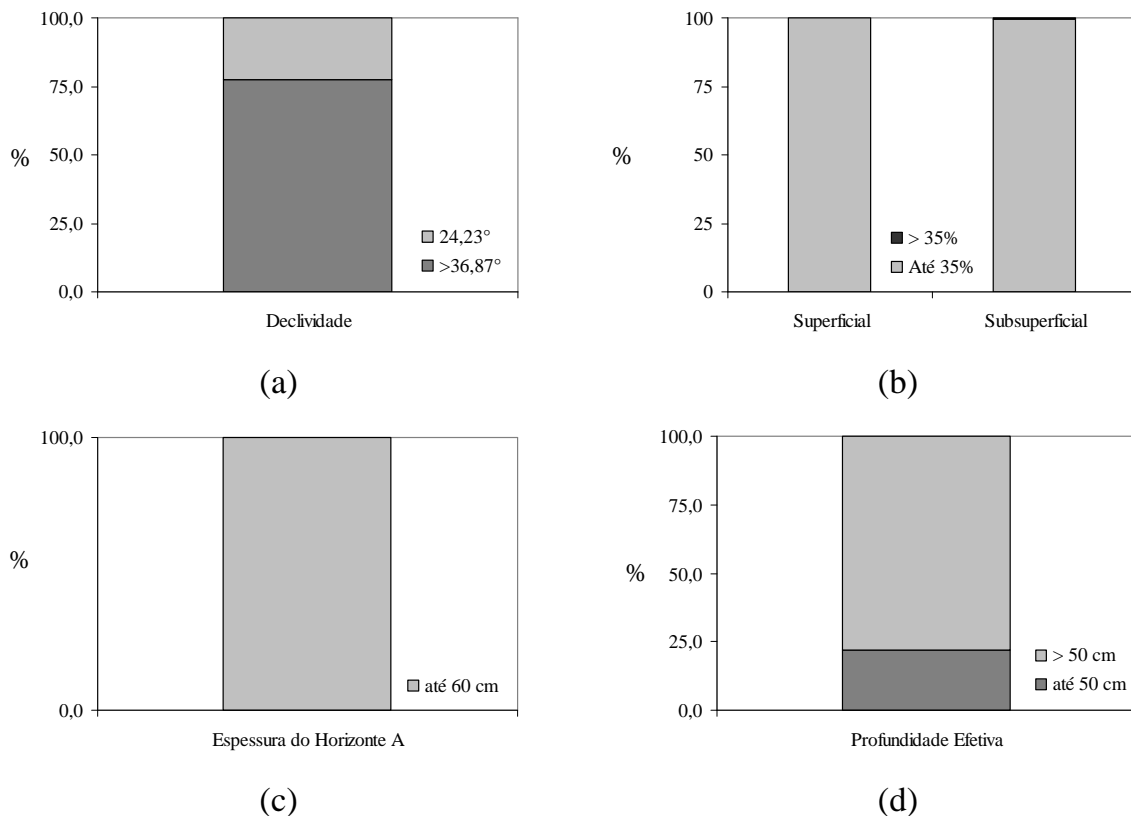 100,0
75,0
50,0
25,0
0,0
%
24,23°
>36,87°
Declividade
(a)
100
75
50
25
0
%
> 35%
Até 35%
Superficial
Subsuperficial
(b)
100,0
0,0
%
até 60 cm
Espessura do Horizonte A
(c)
100,0
75,0
50,0
25,0
0,0
%
> 50 cm
até 50 cm
Profundidade Efetiva
(d)